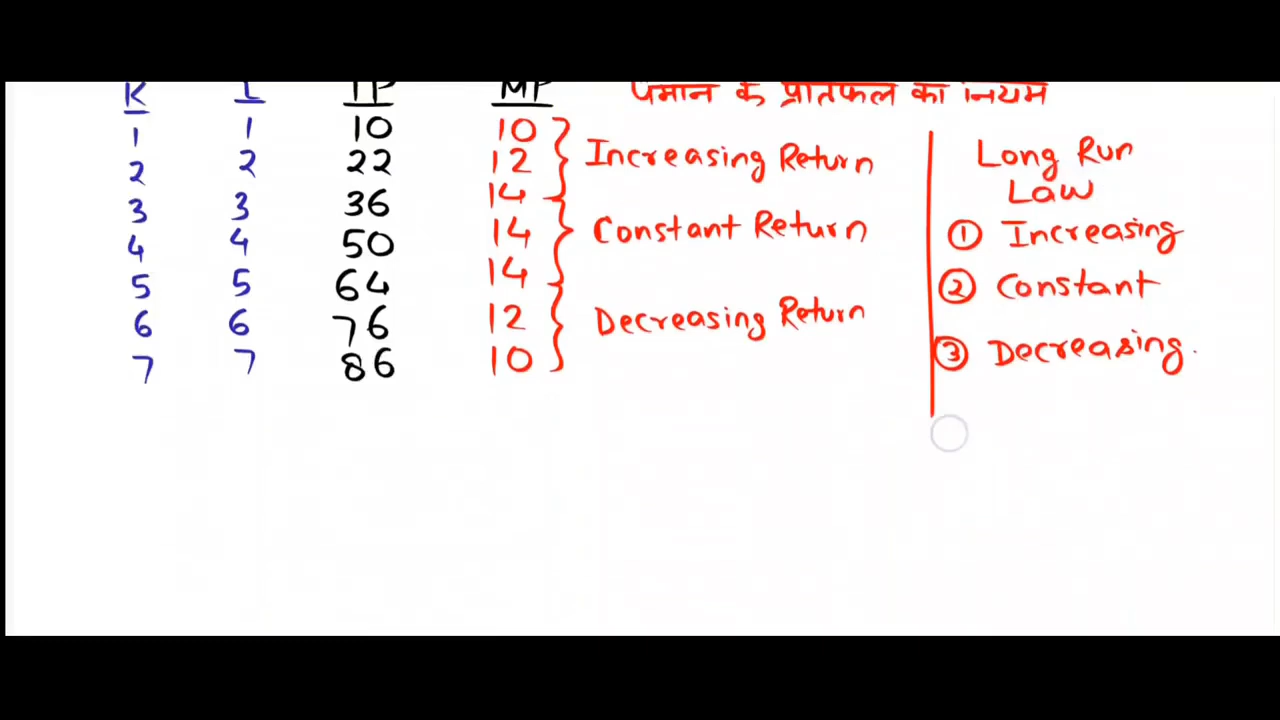 K L TP MP पैमाने के प्रतिफल का नियम
1 1 10 10
2 2 22 12 Increasing Return
3 3 36 14
4 4 50 14 Constant Return
5 5 64 14
6 6 76 12 Decreasing Return
7 7 86 10
Long Run
Law
① Increasing
② Constant
③ Decreasing.